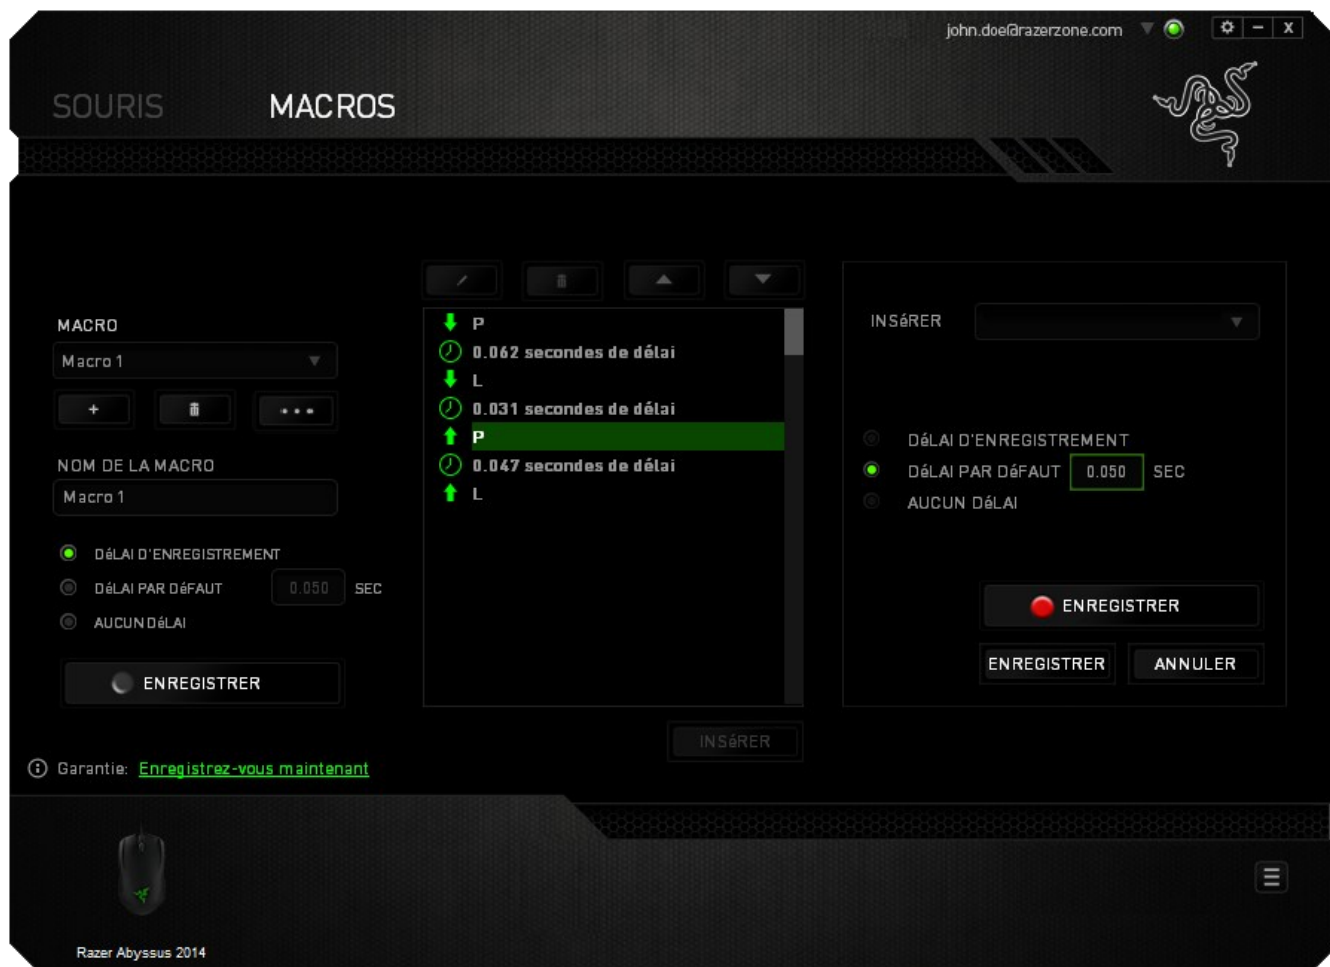 john.doe@razerzone.com
SOURIS
MACROS
MACRO
Macro 1
NOM DE LA MACRO
Macro 1
DéLAI D'ENREGISTREMENT
DéLAI PAR DéFAUT 0.050 SEC
AUCUN DéLAI
ENREGISTRER
P
0.062 secondes de délai
L
0.031 secondes de délai
P
0.047 secondes de délai
L
INSéRER
INSéRER
DéLAI D'ENREGISTREMENT
DéLAI PAR DéFAUT 0.050 SEC
AUCUN DéLAI
ENREGISTRER
ENREGISTRER ANNULER
Garantie: Enregistrez-vous maintenant
Razer Abyssus 2014